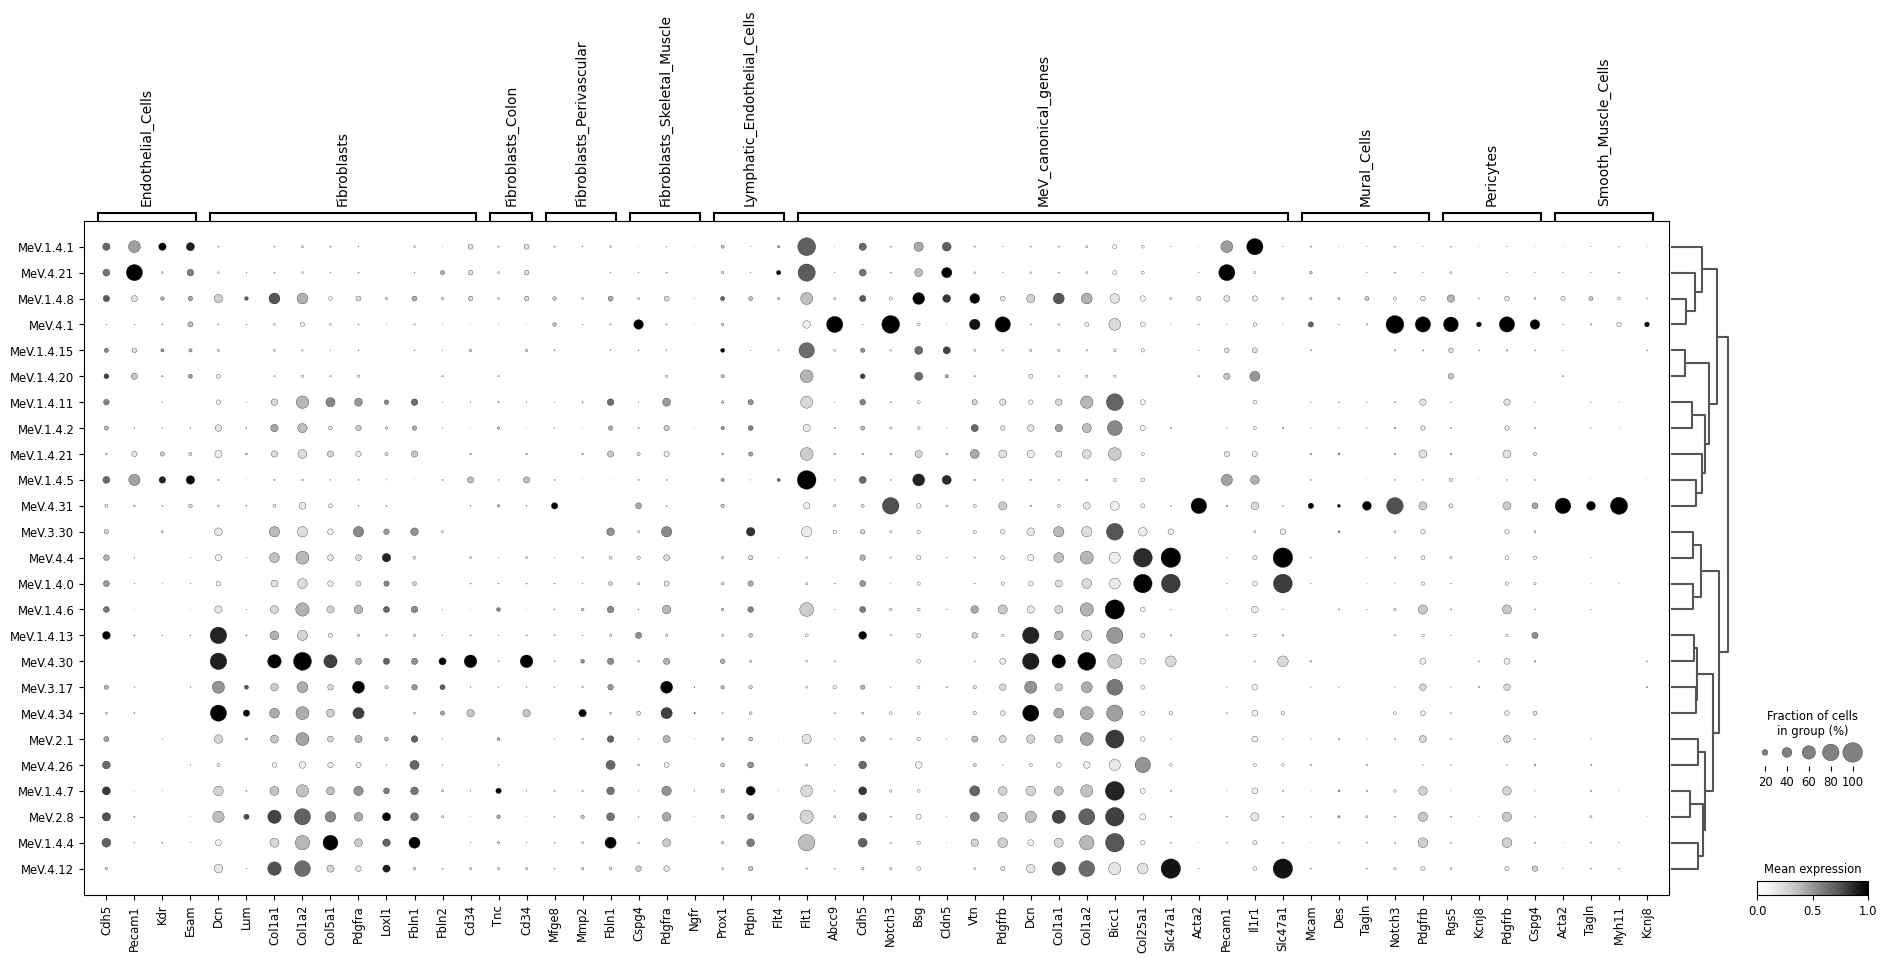 Endothelial_Cells
Fibroblasts
Fibroblasts_Colon
Fibroblasts_Perivascular
Fibroblasts_Skeletal_Muscle
Lymphatic_Endothelial_Cells
MeV_canonical_genes
Mural_Cells
Pericytes
Smooth_Muscle_Cells
MeV.1.4.1
MeV.4.21
MeV.1.4.8
MeV.4.1
MeV.1.4.15
MeV.1.4.20
MeV.1.4.11
MeV.1.4.2
MeV.1.4.21
MeV.1.4.5
MeV.4.31
MeV.3.30
MeV.4.4
MeV.1.4.0
MeV.1.4.6
MeV.1.4.13
MeV.4.30
MeV.3.17
MeV.4.34
MeV.2.1
MeV.4.26
MeV.1.4.7
MeV.2.8
MeV.1.4.4
MeV.4.12
Cdh5
Pecam1
Kdr
Esam
Dcn
Lum
Col1a1
Col1a2
Col5a1
Pdgfra
Loxl1
Fbln1
Fbln2
Cd34
Tnc
Cd34
Mfge8
Mmp2
Fbln1
Cspg4
Pdgfra
Ngfr
Prox1
Pdpn
Flt4
Flt1
Abcc9
Cdh5
Notch3
Bsg
Cldn5
Vtn
Pdgfrb
Dcn
Col1a1
Col1a2
Bicc1
Col25a1
Slc47a1
Acta2
Pecam1
Il1r1
Slc47a1
Mcam
Des
Tagln
Notch3
Pdgfrb
Rgs5
Kcnj8
Pdgfrb
Cspg4
Acta2
Tagln
Myh11
Kcnj8
Fraction of cells
in group (%)
20 40 60 80 100
Mean expression
0.0 0.5 1.0